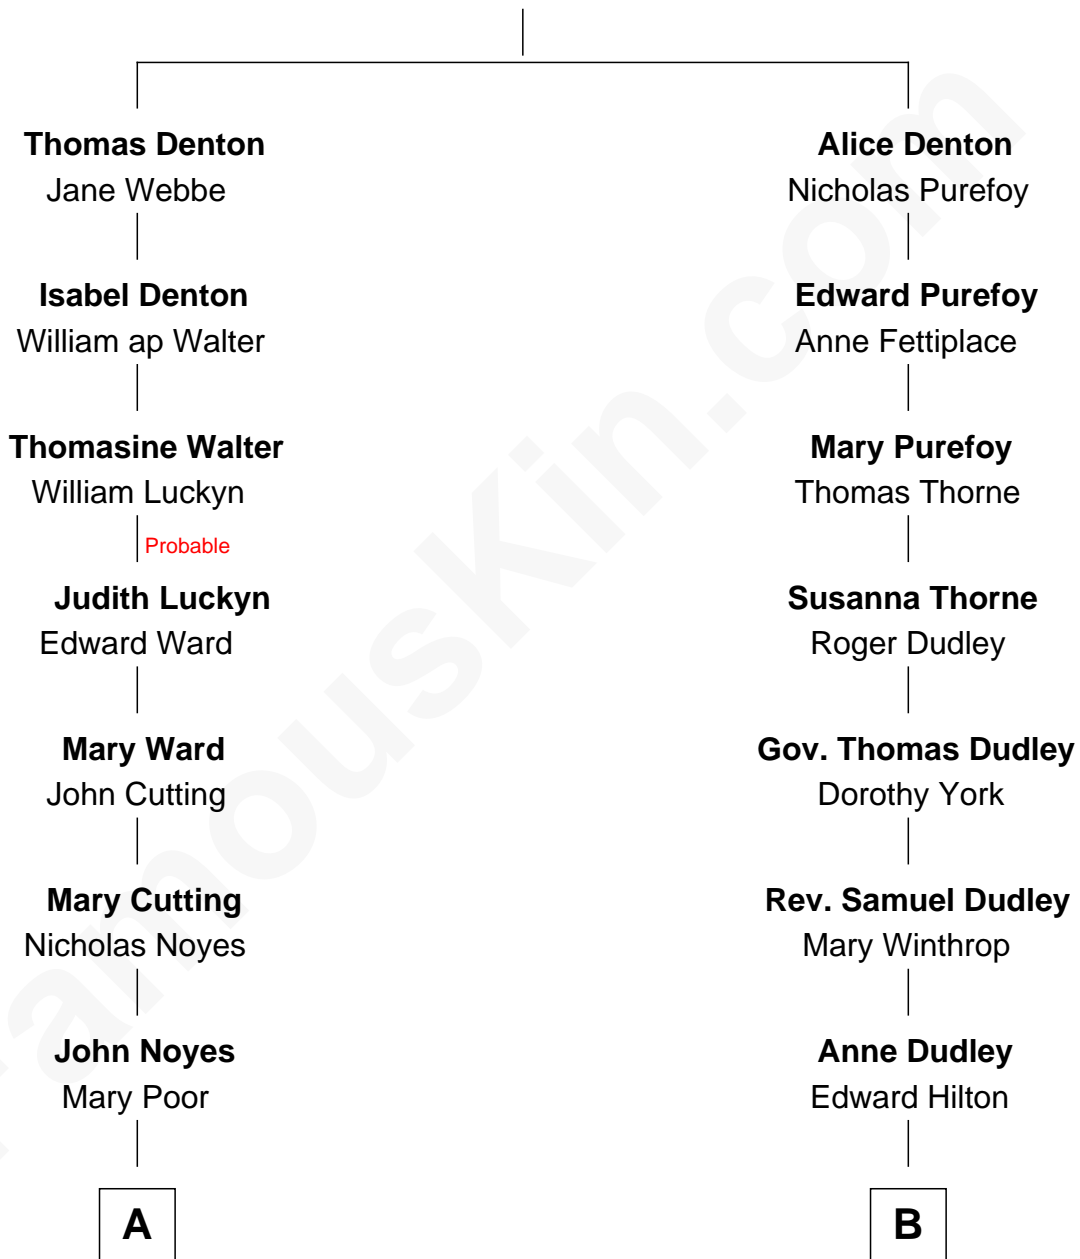 Thomas Denton
Jane Webbe
Isabel Denton
William ap Walter
Thomasine Walter
William Luckyn
Probable
Judith Luckyn
Edward Ward
Mary Ward
John Cutting
Mary Cutting
Nicholas Noyes
John Noyes
Mary Poor
A
Alice Denton
Nicholas Purefoy
Edward Purefoy
Anne Fettiplace
Mary Purefoy
Thomas Thorne
Susanna Thorne
Roger Dudley
Gov. Thomas Dudley
Dorothy York
Rev. Samuel Dudley
Mary Winthrop
Anne Dudley
Edward Hilton
B
FamousKin.com